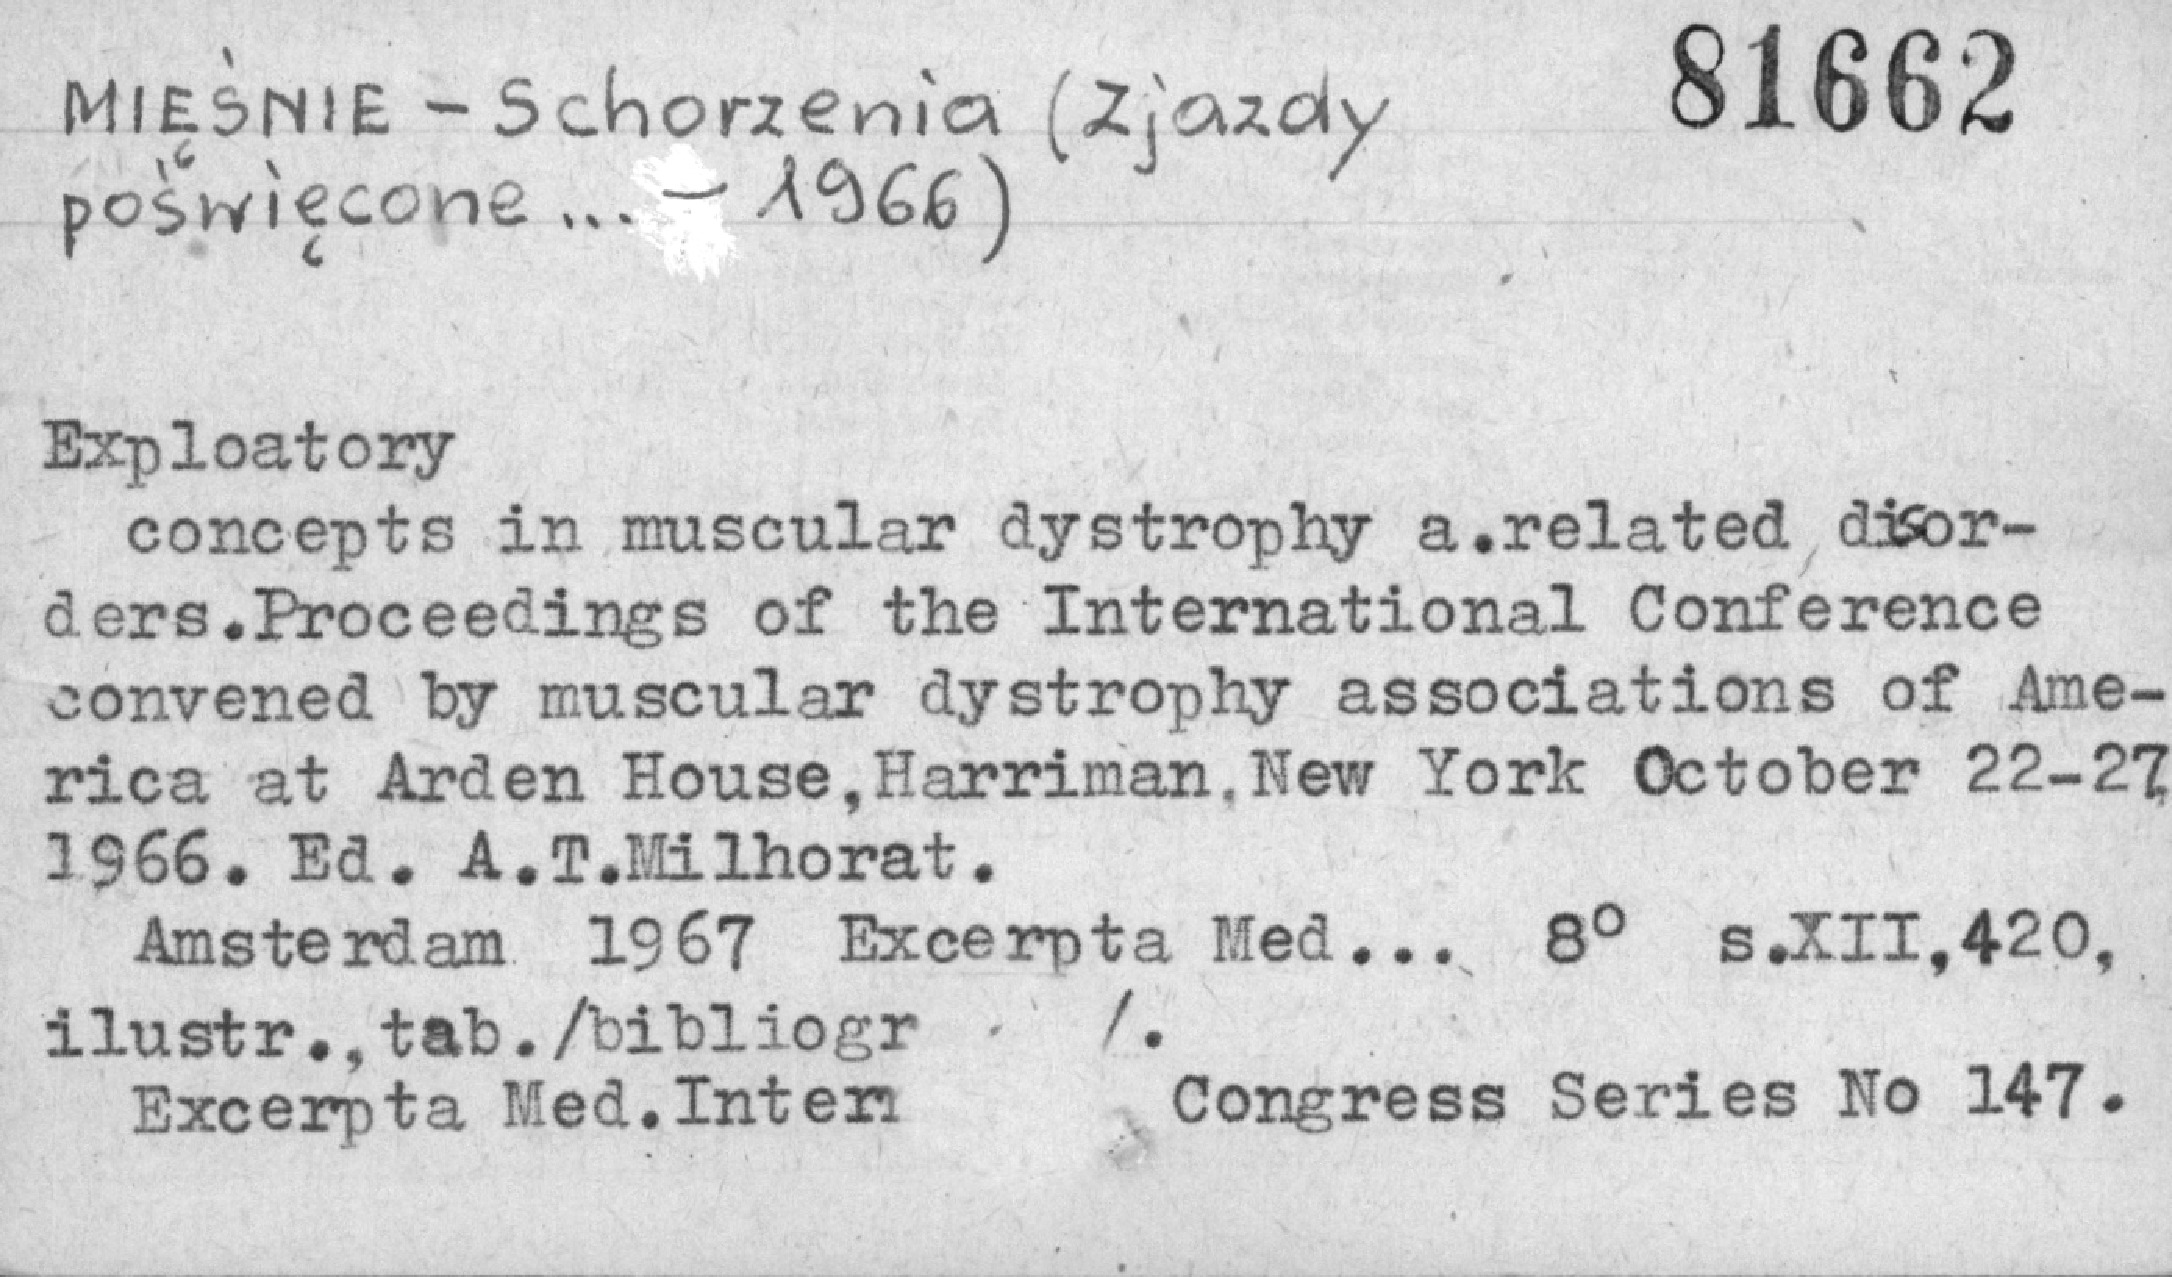 81662
MIĘŚNIE – Schorzenia (Zjazdy
poświęcone ... – 1966)
Exploatory
concepts in muscular dystrophy a.related disor-
ders.Proceedings of the International Conference
convened by muscular dystrophy associations of Ame-
rica at Arden House,Harriman,New York October 22-27,
1966. Ed. A.T.Milhorat.
Amsterdam 1967 Excerpta Med... 8° s.XII,420,
ilustr.,tab./bibliogr /.
Excerpta Med.Intern Congress Series No 147.